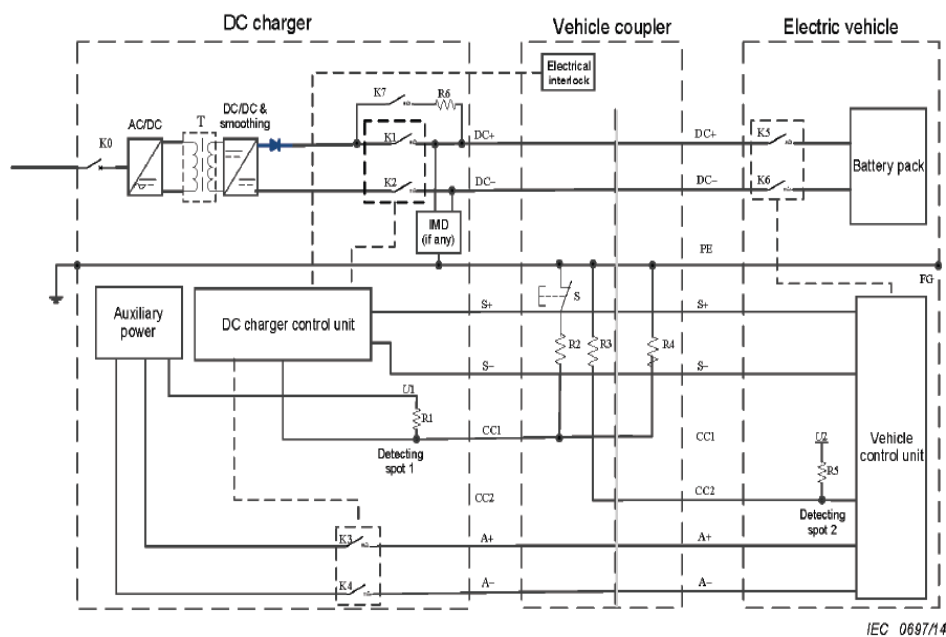 DC charger
Vehicle coupler
Electric vehicle
Electrical
interlock
K7
R6
DC/DC &
smoothing
AC/DC
T
K0
K1
DC+
DC+
K5
Battery pack
K2
DC−
DC−
K6
IMD
(if any)
PE
FG
Auxiliary
power
DC charger control unit
S+
S
S+
R2
R3
R4
S−
S−
U1
R1
CC1
CC1
Detecting
spot 1
U2
Vehicle
control unit
R5
CC2
CC2
Detecting
spot 2
K3
A+
A+
K4
A−
A−
IEC 0697/14